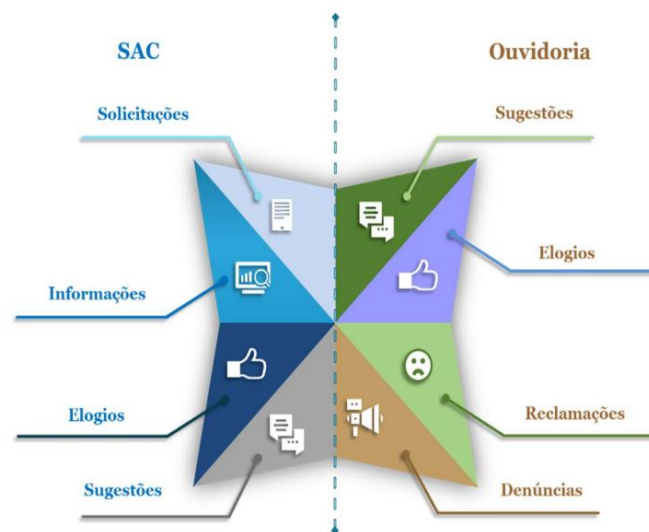 SAC
Ouvidoria
Solicitações
Sugestões
Elogios
Informações
Elogios
Reclamações
Sugestões
Denúncias